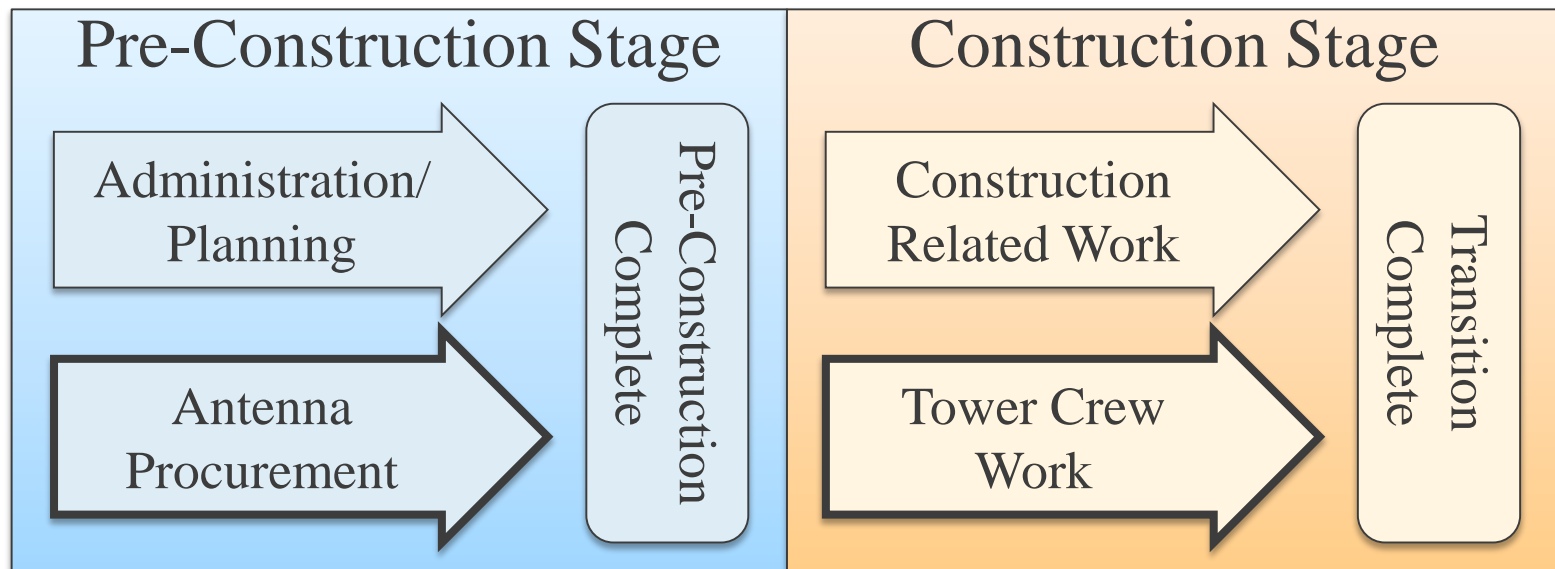 Pre-Construction Stage
Administration/
Planning
Antenna
Procurement
Pre-Construction
Complete
Construction Stage
Construction
Related Work
Tower Crew
Work
Transition
Complete